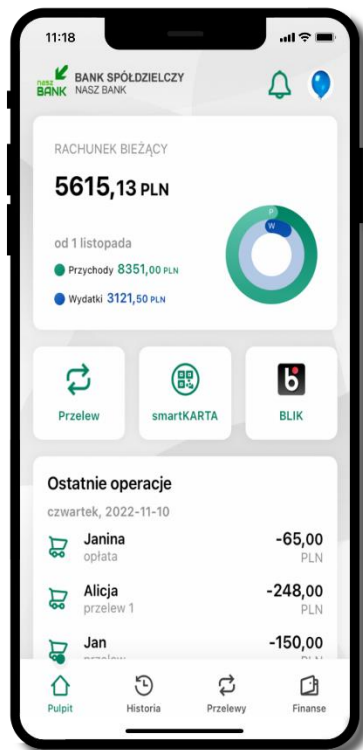 11:18
nasz BANK
BANK SPÓŁDZIELCZY
NASZ BANK
RACHUNEK BIEŻĄCY
5615,13 PLN
od 1 listopada
Przychody 8351,00 PLN
Wydatki 3121,50 PLN
P
W
Przelew
smartKARTA
BLIK
Ostatnie operacje
czwartek, 2022-11-10
Janina -65,00
opłata PLN
Alicja -248,00
przelew 1 PLN
Jan -150,00
Pulpit
Historia
Przelewy
Finanse